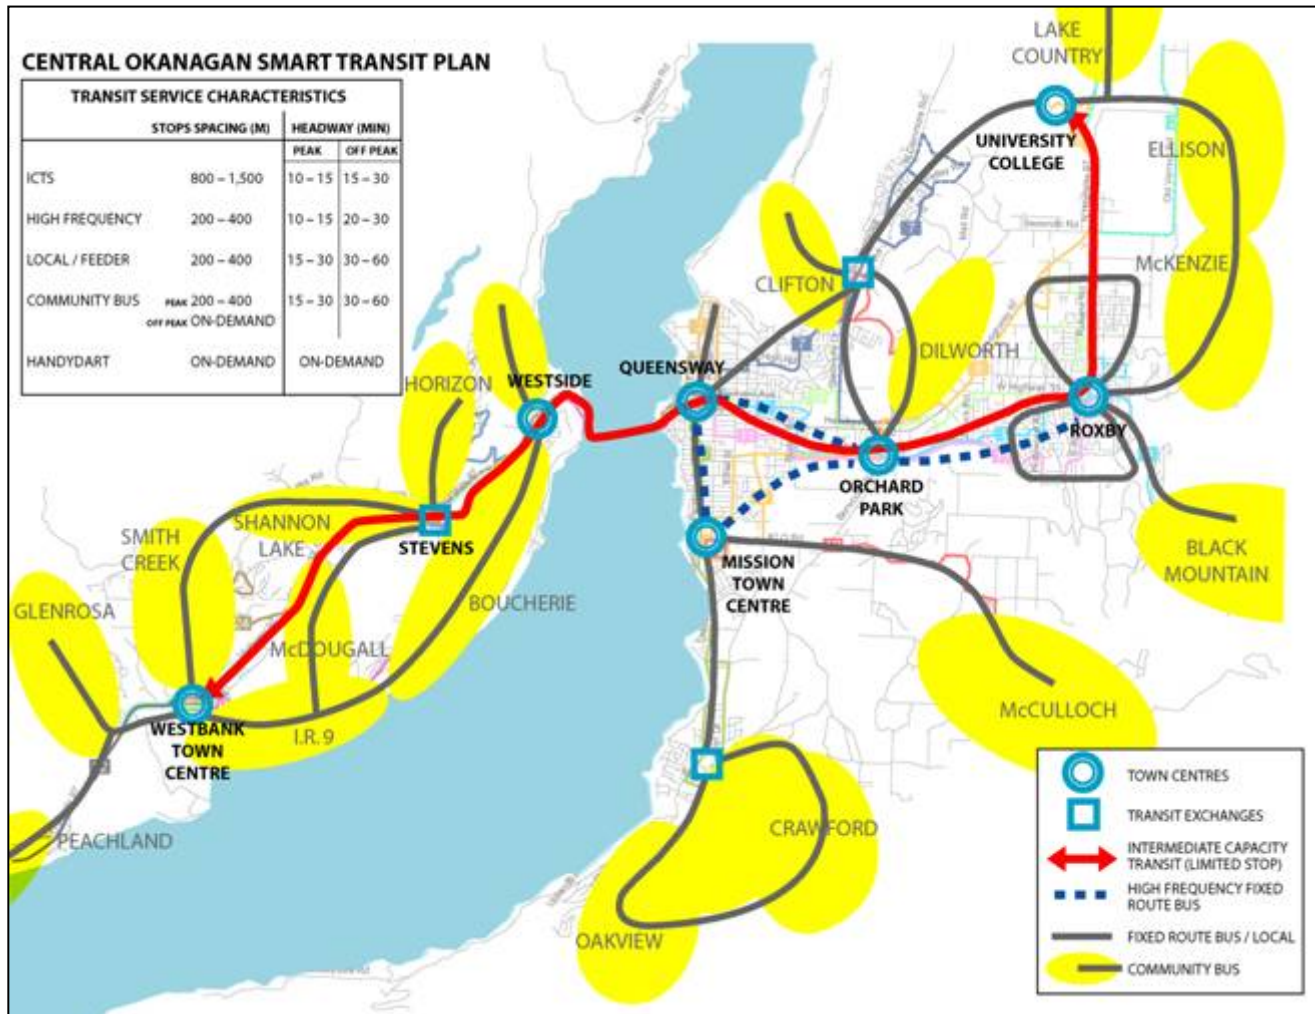 CENTRAL OKANAGAN SMART TRANSIT PLAN
TRANSIT SERVICE CHARACTERISTICS
STOPS SPACING (M) HEADWAY (MIN)
PEAK OFF PEAK
ICTS 800 – 1,500 10 – 15 15 – 30
HIGH FREQUENCY 200 – 400 10 – 15 20 – 30
LOCAL / FEEDER 200 – 400 15 – 30 30 – 60
COMMUNITY BUS PEAK 200 – 400 15 – 30 30 – 60
OFF PEAK ON-DEMAND
HANDYDART ON-DEMAND ON-DEMAND
LAKE
COUNTRY
UNIVERSITY
COLLEGE
ELLISON
McKENZIE
CLIFTON
DILWORTH
QUEENSWAY
WESTSIDE
HORIZON
ROXBY
ORCHARD
PARK
SHANNON
LAKE
STEVENS
SMITH
CREEK
BLACK
MOUNTAIN
MISSION
TOWN
CENTRE
BOUCHERIE
GLENROSA
McDOUGALL
McCULLOCH
WESTBANK
TOWN
CENTRE
I.R. 9
PEACHLAND
CRAWFORD
OAKVIEW
TOWN CENTRES
TRANSIT EXCHANGES
INTERMEDIATE CAPACITY
TRANSIT (LIMITED STOP)
HIGH FREQUENCY FIXED
ROUTE BUS
FIXED ROUTE BUS / LOCAL
COMMUNITY BUS